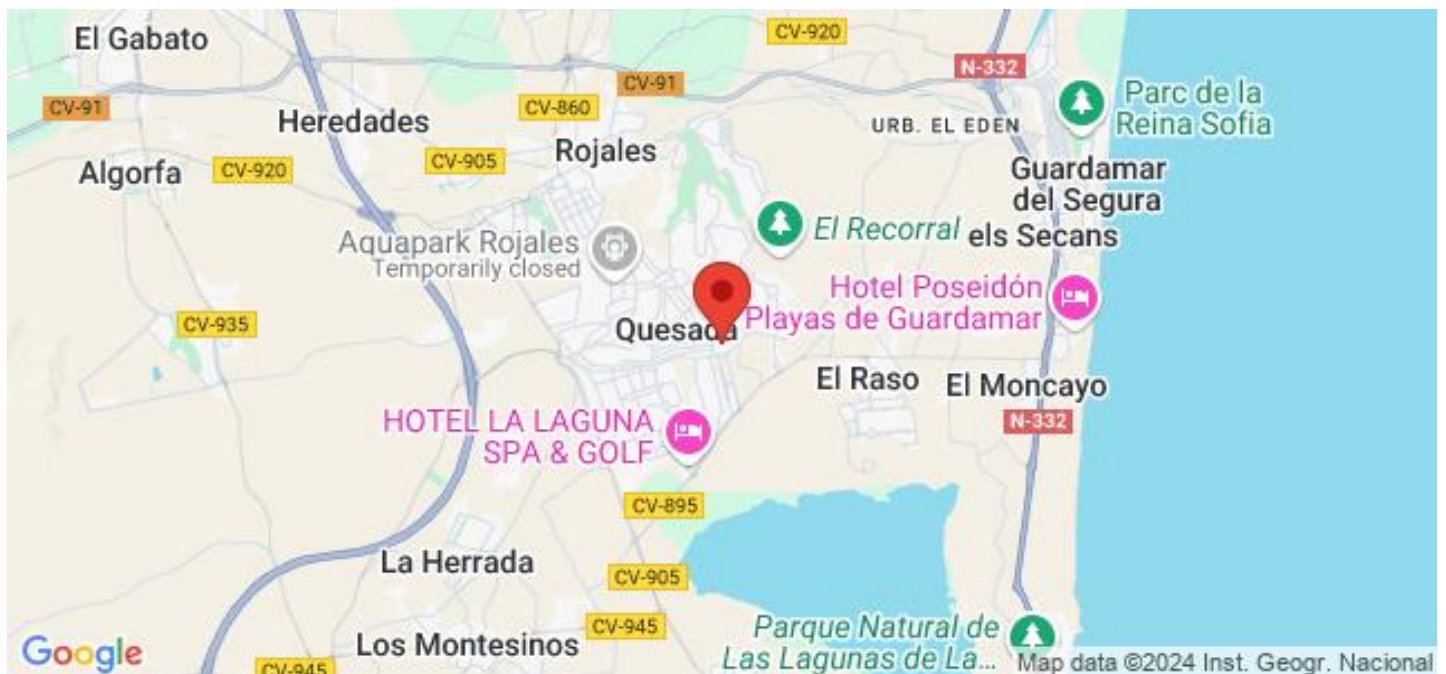 El Gabato
CV-920
N-332
CV-91
CV-91
CV-860
Parc de la
Reina Sofia
Heredades
URB. EL EDEN
Rojales
CV-905
Algorfa
CV-920
Guardamar
del Segura
El Recorral
els Secans
Aquapark Rojales
Temporarily closed
Hotel Poseidón
Playas de Guardamar
CV-935
Quesada
El Raso
El Moncayo
HOTEL LA LAGUNA
SPA & GOLF
N-332
CV-895
La Herrada
CV-905
CV-945
Parque Natural de
Las Lagunas de La...
Los Montesinos
Google
CV-945
Map data ©2024 Inst. Geogr. Nacional